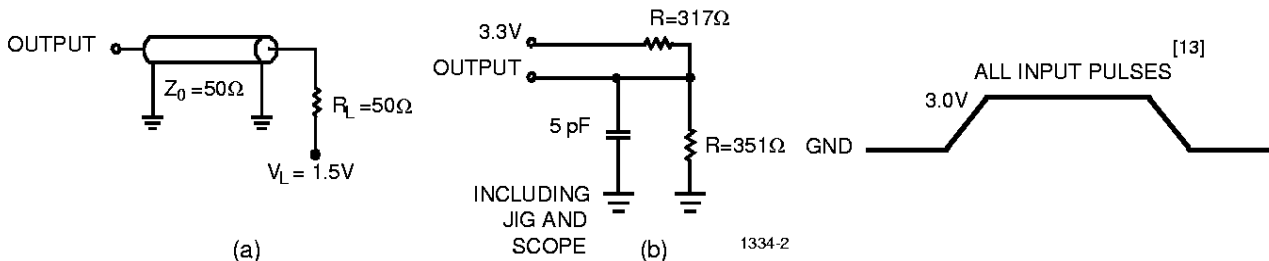 OUTPUT
Z0 = 50Ω
RL = 50Ω
VL = 1.5V
(a)
R=317Ω
3.3V
OUTPUT
5 pF
R=351Ω
INCLUDING
JIG AND
SCOPE
(b)
1334-2
ALL INPUT PULSES [13]
3.0V
GND